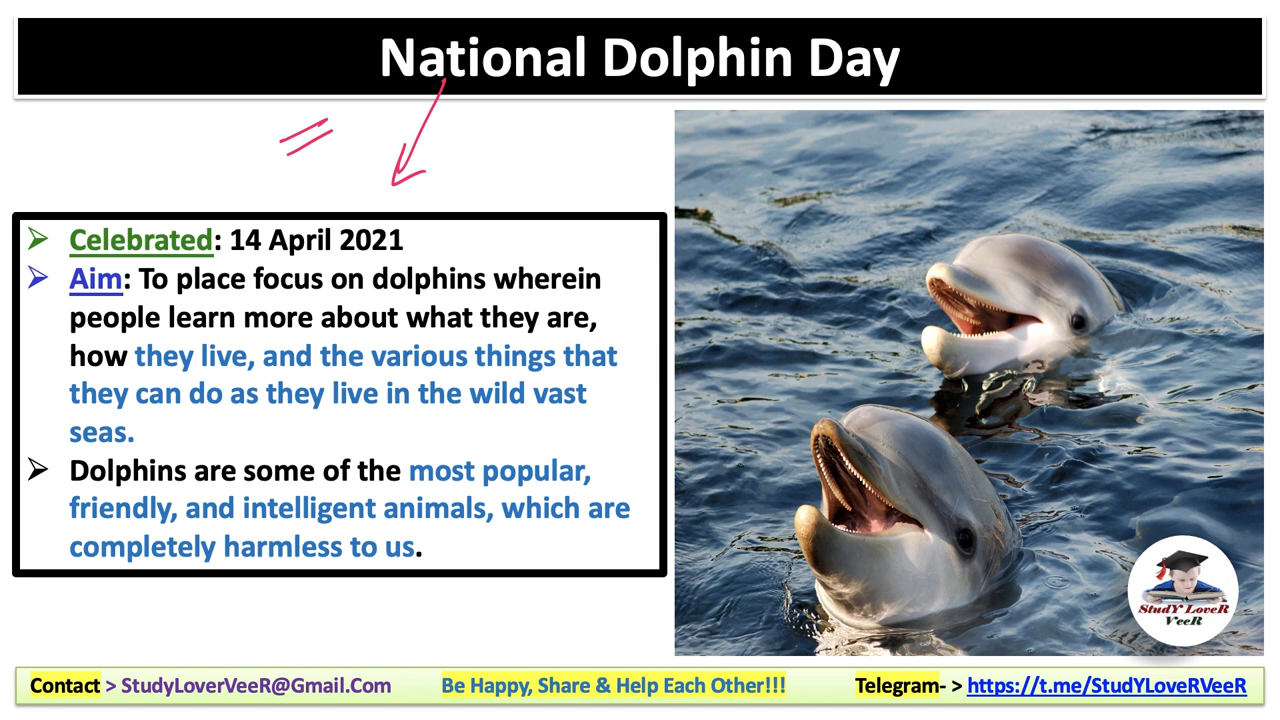 National Dolphin Day
Celebrated: 14 April 2021
Aim: To place focus on dolphins wherein
people learn more about what they are,
how they live, and the various things that
they can do as they live in the wild vast
seas.
Dolphins are some of the most popular,
friendly, and intelligent animals, which are
completely harmless to us.
StudY LoveR
VeeR
Contact > StudyLoverVeeR@Gmail.Com
Be Happy, Share & Help Each Other!!!
Telegram- > https://t.me/StudYLoveRVeeR